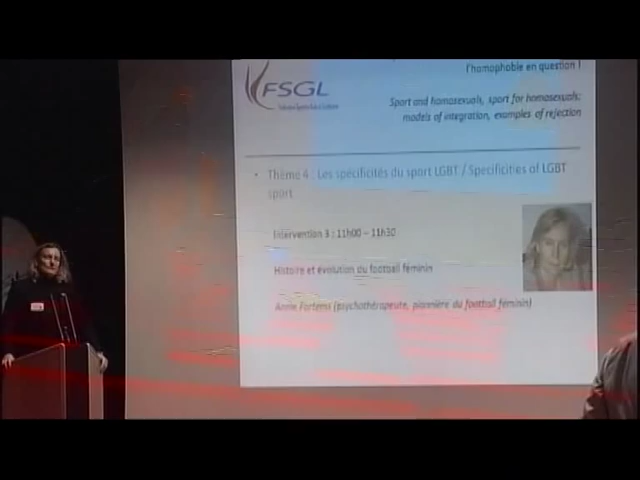 l'homophobie en question !
FSGL
Sport and homosexuals, sport for homosexuals:
models of integration, examples of rejection
• Thème 4 : Les spécificités du sport LGBT / Specificities of LGBT
sport
Intervention 3 : 11h00 – 11h30
Histoire et évolution du football féminin
Annie Fortems (psychothérapeute, pionnière du football féminin)